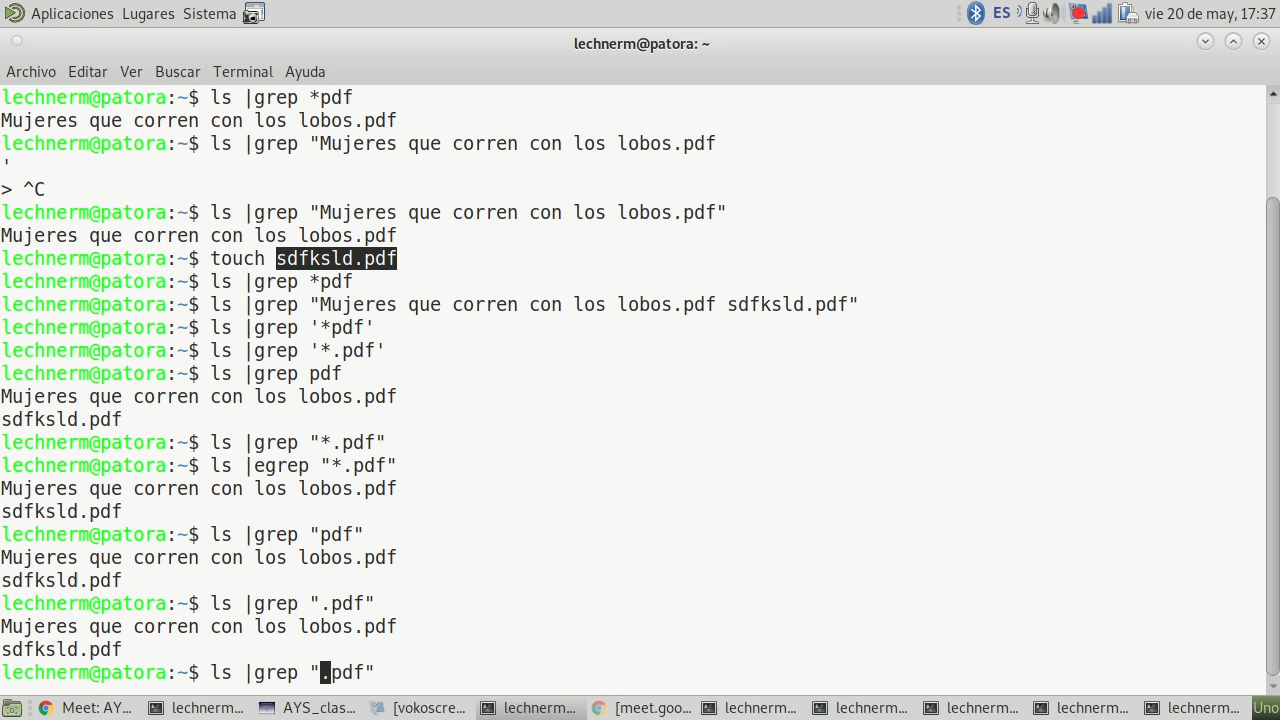 Aplicaciones Lugares Sistema ES vie 20 de may, 17:37
lechnerm@patora: ~
Archivo Editar Ver Buscar Terminal Ayuda
lechnerm@patora:~$ ls |grep *pdf
Mujeres que corren con los lobos.pdf
lechnerm@patora:~$ ls |grep "Mujeres que corren con los lobos.pdf
'
> ^C
lechnerm@patora:~$ ls |grep "Mujeres que corren con los lobos.pdf"
Mujeres que corren con los lobos.pdf
lechnerm@patora:~$ touch sdfksld.pdf
lechnerm@patora:~$ ls |grep *pdf
lechnerm@patora:~$ ls |grep "Mujeres que corren con los lobos.pdf sdfksld.pdf"
lechnerm@patora:~$ ls |grep '*pdf'
lechnerm@patora:~$ ls |grep '*.pdf'
lechnerm@patora:~$ ls |grep pdf
Mujeres que corren con los lobos.pdf
sdfksld.pdf
lechnerm@patora:~$ ls |grep "*.pdf"
lechnerm@patora:~$ ls |egrep "*.pdf"
Mujeres que corren con los lobos.pdf
sdfksld.pdf
lechnerm@patora:~$ ls |grep "pdf"
Mujeres que corren con los lobos.pdf
sdfksld.pdf
lechnerm@patora:~$ ls |grep ".pdf"
Mujeres que corren con los lobos.pdf
sdfksld.pdf
lechnerm@patora:~$ ls |grep ".pdf"
Meet: AY... lechnerm... AYS_clas... [vokoscre... lechnerm... [meet.goo... lechnerm... lechnerm... lechnerm... lechnerm... lechnerm... Uno